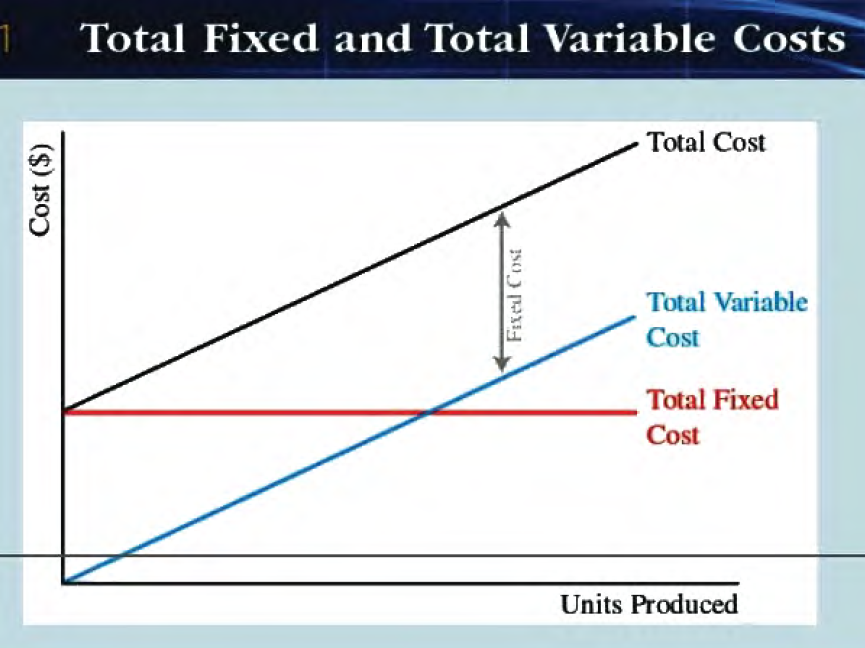 1 Total Fixed and Total Variable Costs
Cost ($)
Total Cost
Fixed Cost
Total Variable
Cost
Total Fixed
Cost
Units Produced